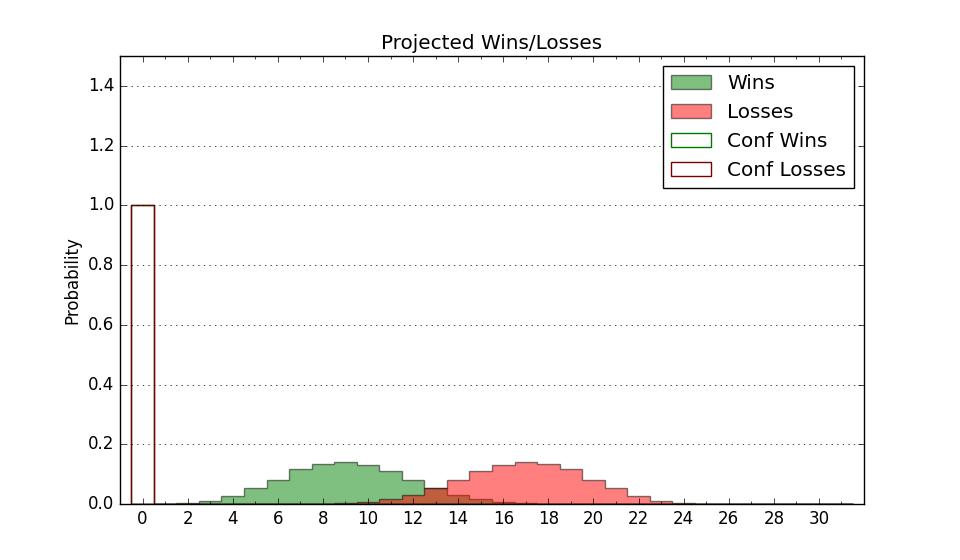 Projected Wins/Losses
1.4
1.2
1.0
0.8
0.6
0.4
0.2
0.0
Probability
Wins
Losses
Conf Wins
Conf Losses
0 2 4 6 8 10 12 14 16 18 20 22 24 26 28 30